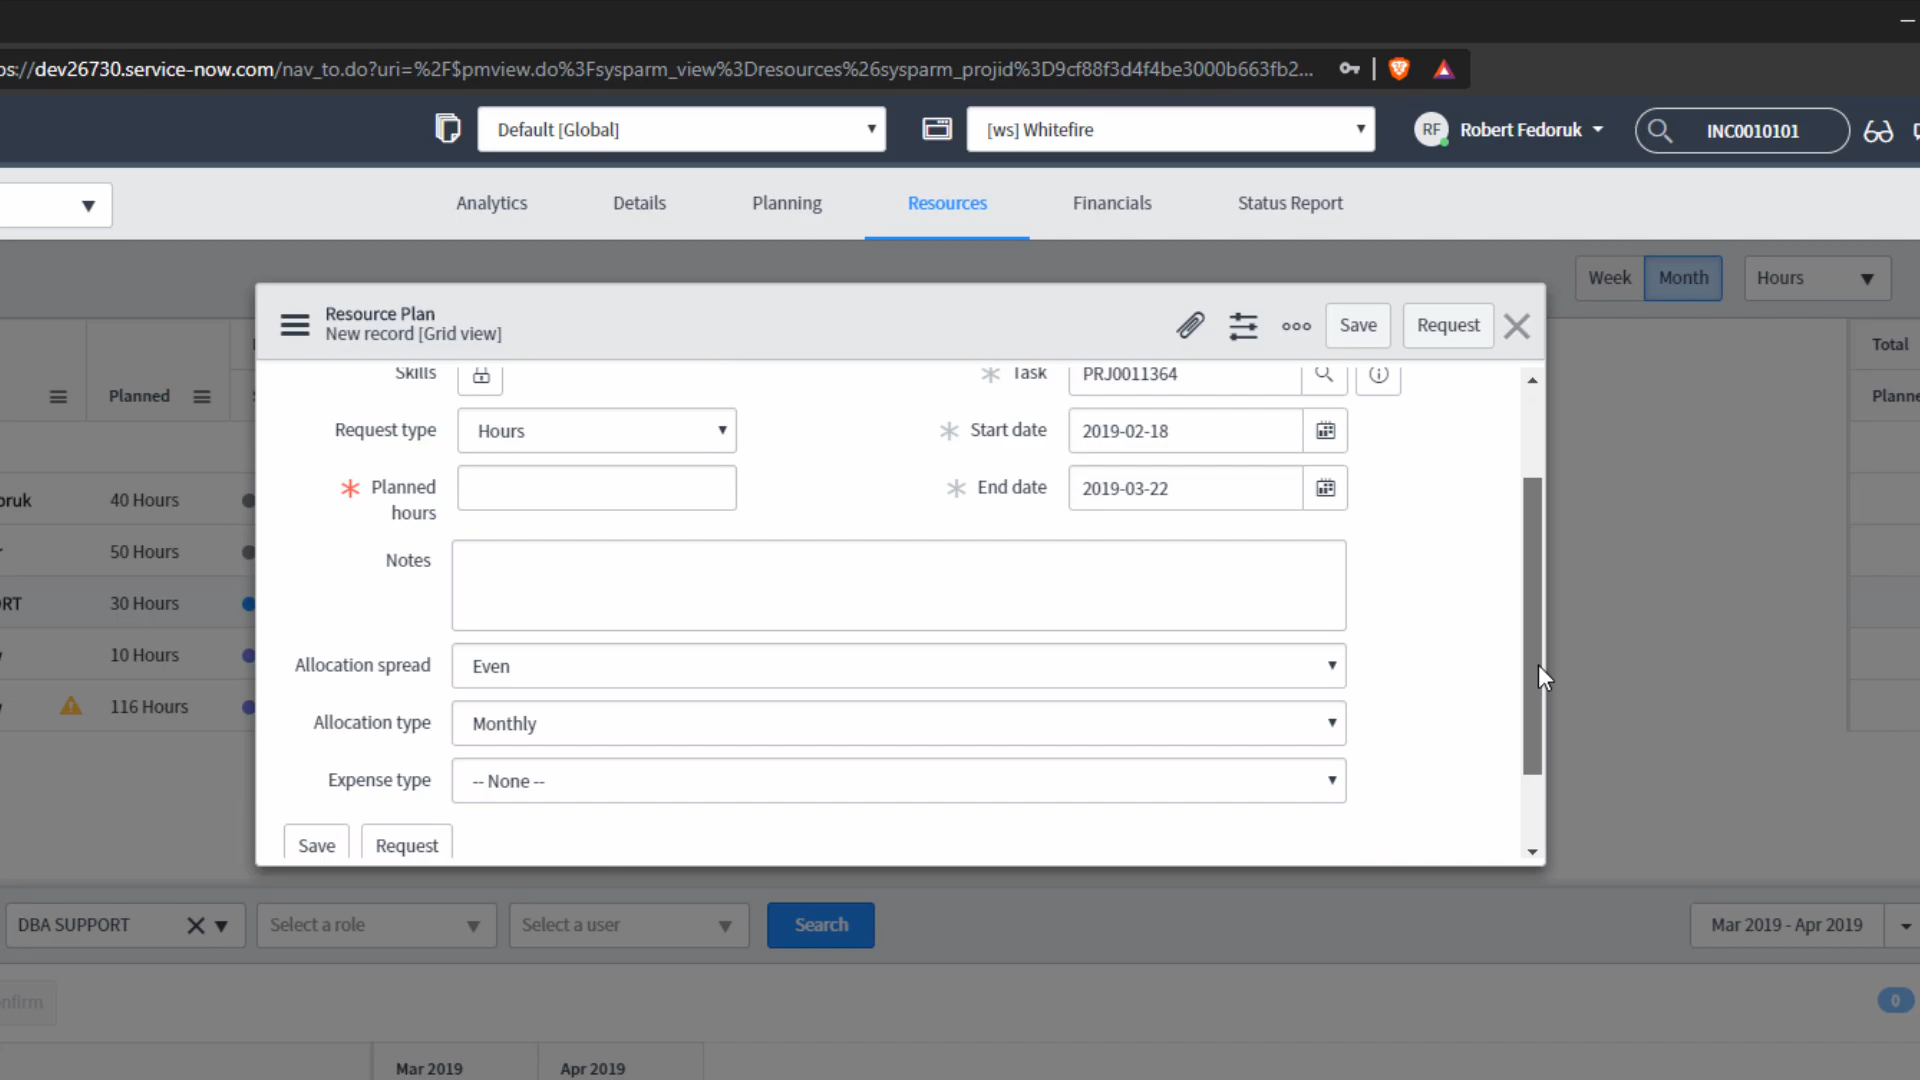 ps://dev26730.service-now.com/nav_to.do?uri=%2F$pmview.do%3Fsysparm_view%3Dresources%26sysparm_projid%3D9cf88f3d4f4be3000b663fb2...
Default [Global]
[ws] Whitefire
RF
Robert Fedoruk
INC0010101
Analytics
Details
Planning
Resources
Financials
Status Report
Week
Month
Hours
Resource Plan
New record [Grid view]
Save
Request
Total
Planned
Planne
Skills
Task
PRJ0011364
Request type
Hours
Start date
2019-02-18
Planned
hours
End date
2019-03-22
oruk
40 Hours
50 Hours
RT
30 Hours
10 Hours
116 Hours
Notes
Allocation spread
Even
Allocation type
Monthly
Expense type
-- None --
Save
Request
DBA SUPPORT
Select a role
Select a user
Search
Mar 2019 - Apr 2019
nfirm
0
Mar 2019
Apr 2019